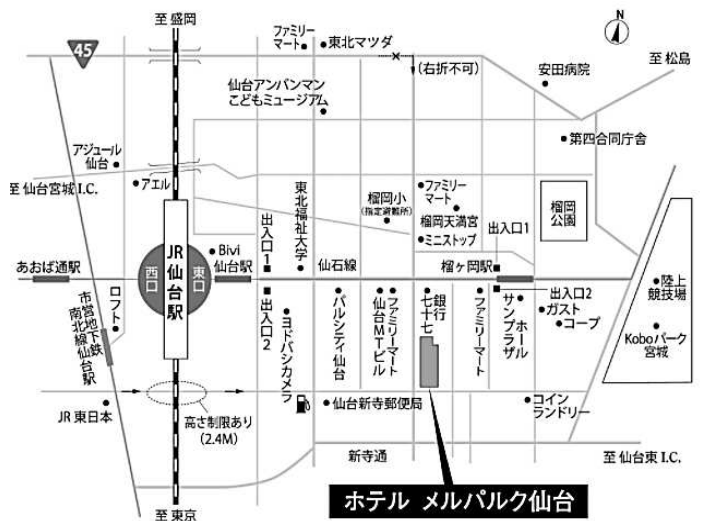 至 盛岡
N
45
ファミリー
マート
東北マツダ
(右折不可)
至 松島
安田病院
仙台アンパンマン
こどもミュージアム
第四合同庁舎
アジュール
仙台
至 仙台宮城 I.C.
アエル
東北福祉大学
榴岡小
(指定避難所)
ファミリー
マート
榴岡天満宮
ミニストップ
出入口1
榴岡
公園
出入口1
Bivi
仙台駅
JR仙台駅
西口
東口
あおば通駅
仙石線
榴ヶ岡駅
陸上
競技場
Koboパーク
宮城
市営地下鉄
南北線仙台駅
ロフト
出入口2
ヨドバシカメラ
パルシティ仙台
仙台MTビル
ファミリーマート
七十七
銀行
ファミリーマート
サンプラザ
ホール
出入口2
ガスト
コープ
JR 東日本
高さ制限あり
(2.4M)
仙台新寺郵便局
コイン
ランドリー
新寺通
至 仙台東 I.C.
ホテル メルパルク仙台
至 東京